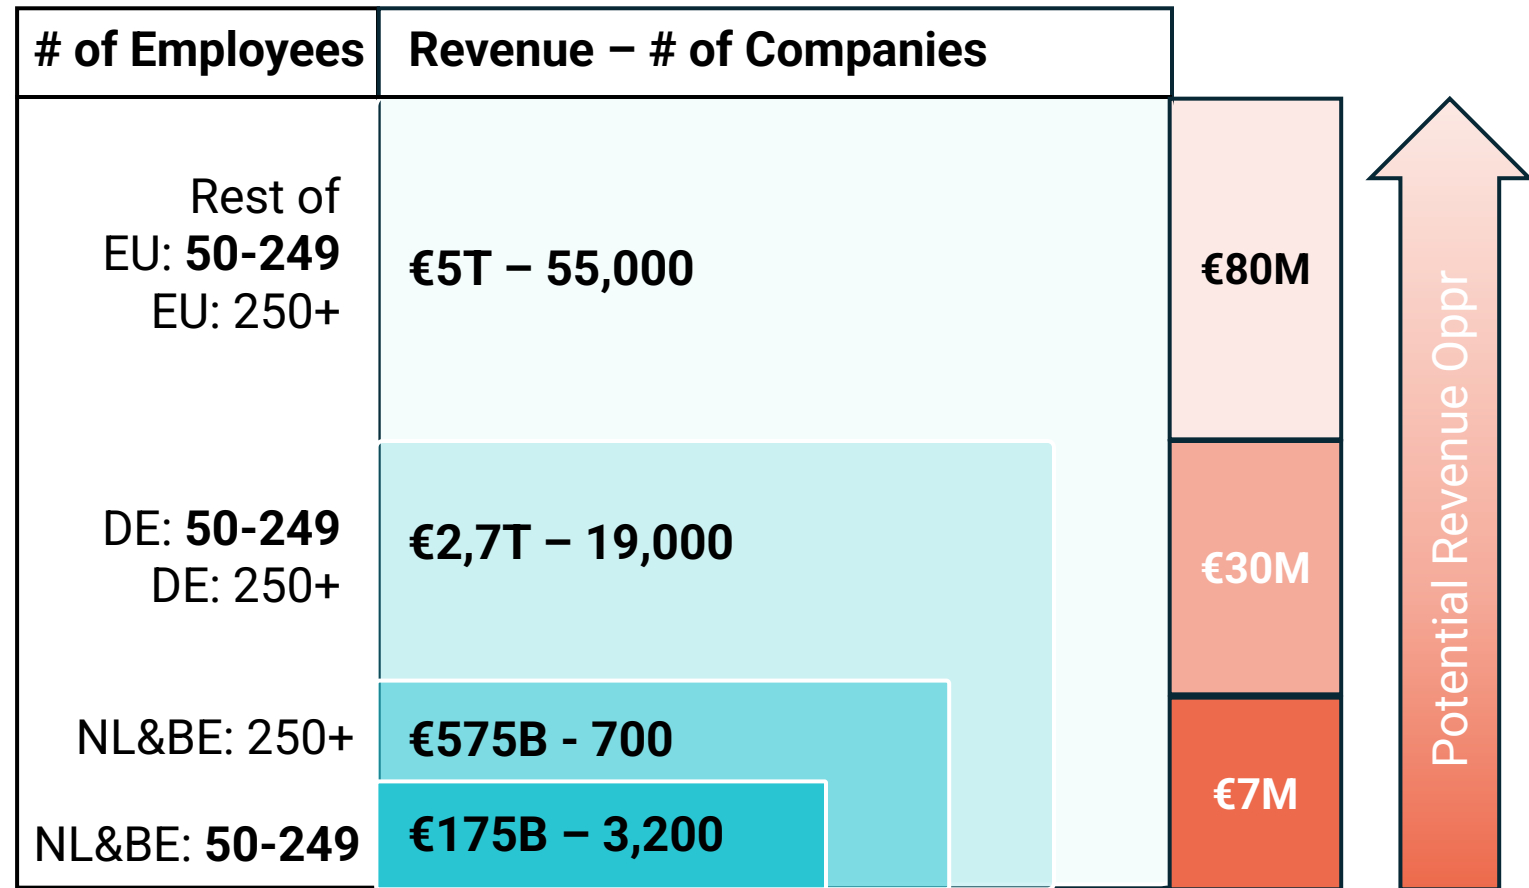 # of Employees
Revenue – # of Companies
Rest of
EU: 50-249
EU: 250+
€5T – 55,000
€80M
DE: 50-249
DE: 250+
€2,7T – 19,000
€30M
NL&BE: 250+
€575B - 700
NL&BE: 50-249
€175B – 3,200
€7M
Potential Revenue Oppr